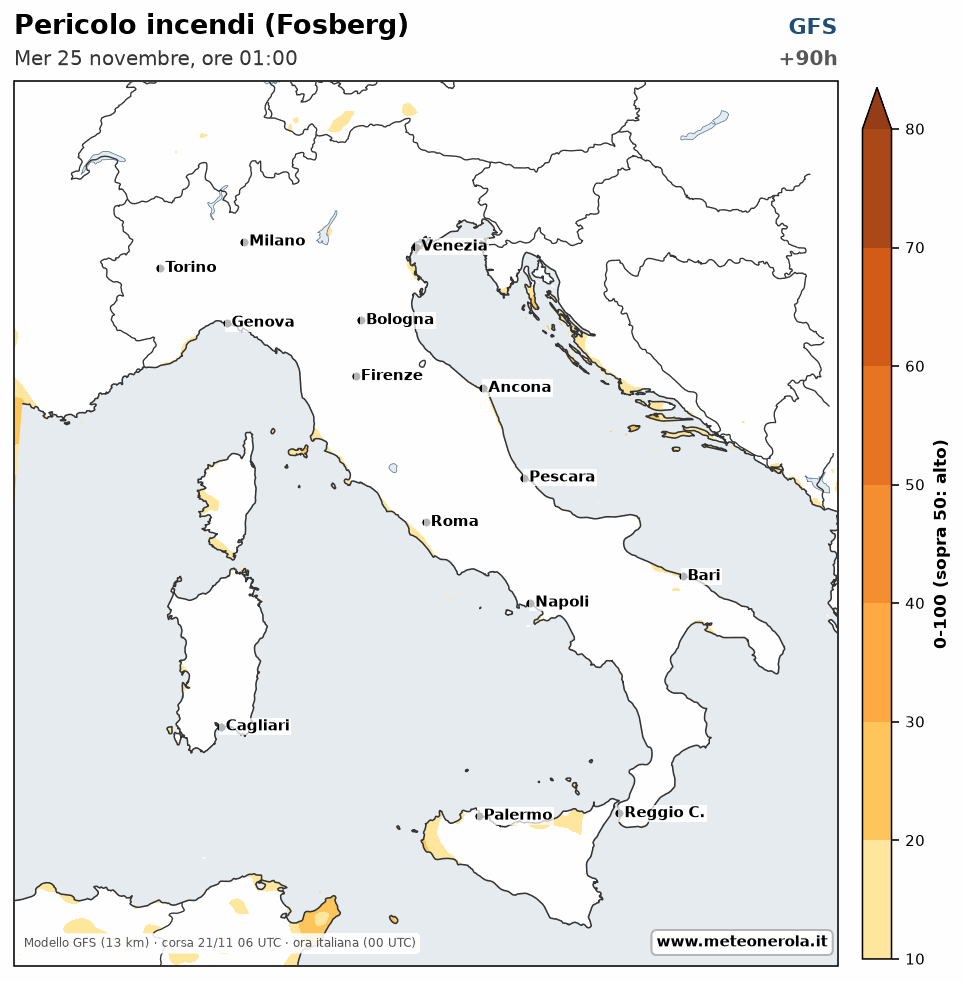 Pericolo incendi (Fosberg)
GFS
Mer 25 novembre, ore 01:00
+90h
Milano
Venezia
Torino
Genova
Bologna
Firenze
Ancona
Pescara
Roma
Bari
Napoli
Cagliari
Palermo
Reggio C.
80
70
60
50
40
30
20
10
0-100 (sopra 50: alto)
Modello GFS (13 km) · corsa 21/11 06 UTC · ora italiana (00 UTC)
www.meteonerola.it